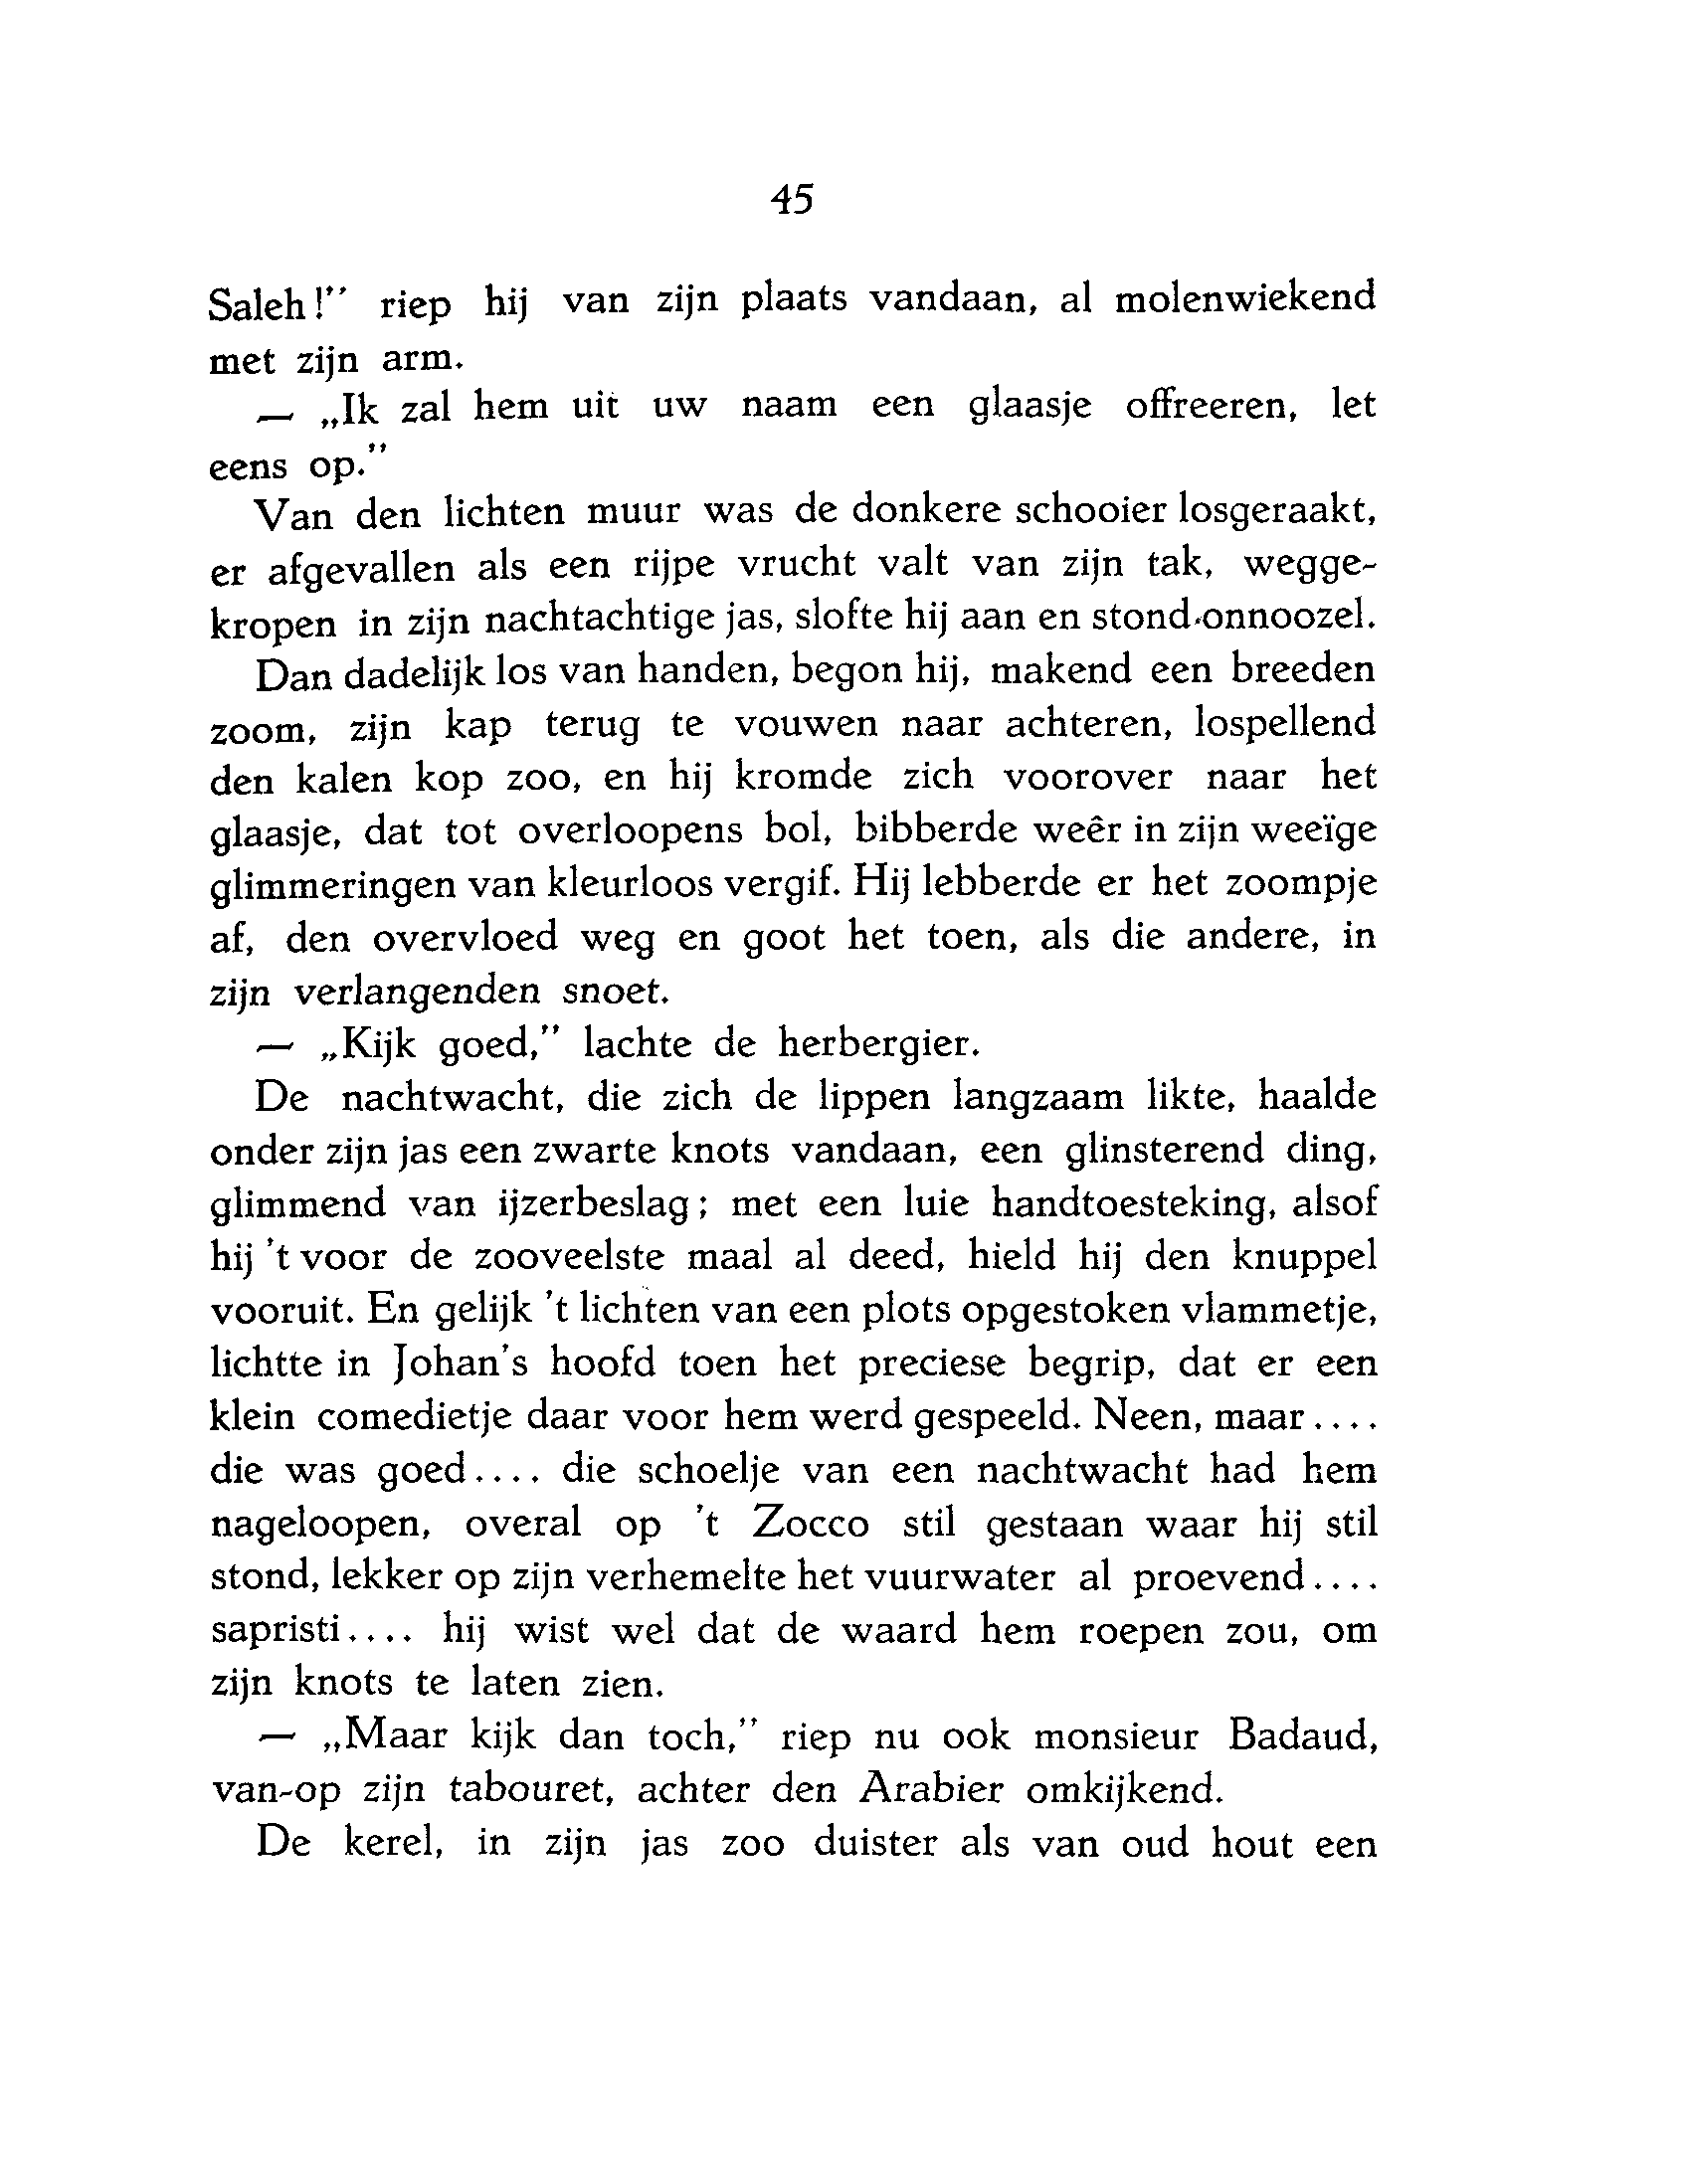 45
Saleh!” riep hij van zijn plaats vandaan, al molenwiekend
met zijn arm.
— „Ik zal hem uit uw naam een glaasje offreeren, let
eens op.”
Van den lichten muur was de donkere schooier losgeraakt,
er afgevallen als een rijpe vrucht valt van zijn tak, wegge-
kropen in zijn nachtachtige jas, slofte hij aan en stond onnoozel.
Dan dadelijk los van handen, begon hij, makend een breeden
zoom, zijn kap terug te vouwen naar achteren, lospellend
den kalen kop zoo, en hij kromde zich voorover naar het
glaasje, dat tot overloopens bol, bibberde weêr in zijn weeïge
glimmeringen van kleurloos vergif. Hij lebberde er het zoompje
af, den overvloed weg en goot het toen, als die andere, in
zijn verlangenden snoet.
— „Kijk goed,” lachte de herbergier.
De nachtwacht, die zich de lippen langzaam likte, haalde
onder zijn jas een zwarte knots vandaan, een glinsterend ding,
glimmend van ijzerbeslag; met een luie handtoesteking, alsof
hij 't voor de zooveelste maal al deed, hield hij den knuppel
vooruit. En gelijk 't lichten van een plots opgestoken vlammetje,
lichtte in Johan's hoofd toen het preciese begrip, dat er een
klein comedietje daar voor hem werd gespeeld. Neen, maar....
die was goed.... die schoelje van een nachtwacht had hem
nageloopen, overal op 't Zocco stil gestaan waar hij stil
stond, lekker op zijn verhemelte het vuurwater al proevend....
sapristi.... hij wist wel dat de waard hem roepen zou, om
zijn knots te laten zien.
— „Maar kijk dan toch,” riep nu ook monsieur Badaud,
van-op zijn tabouret, achter den Arabier omkijkend.
De kerel, in zijn jas zoo duister als van oud hout een